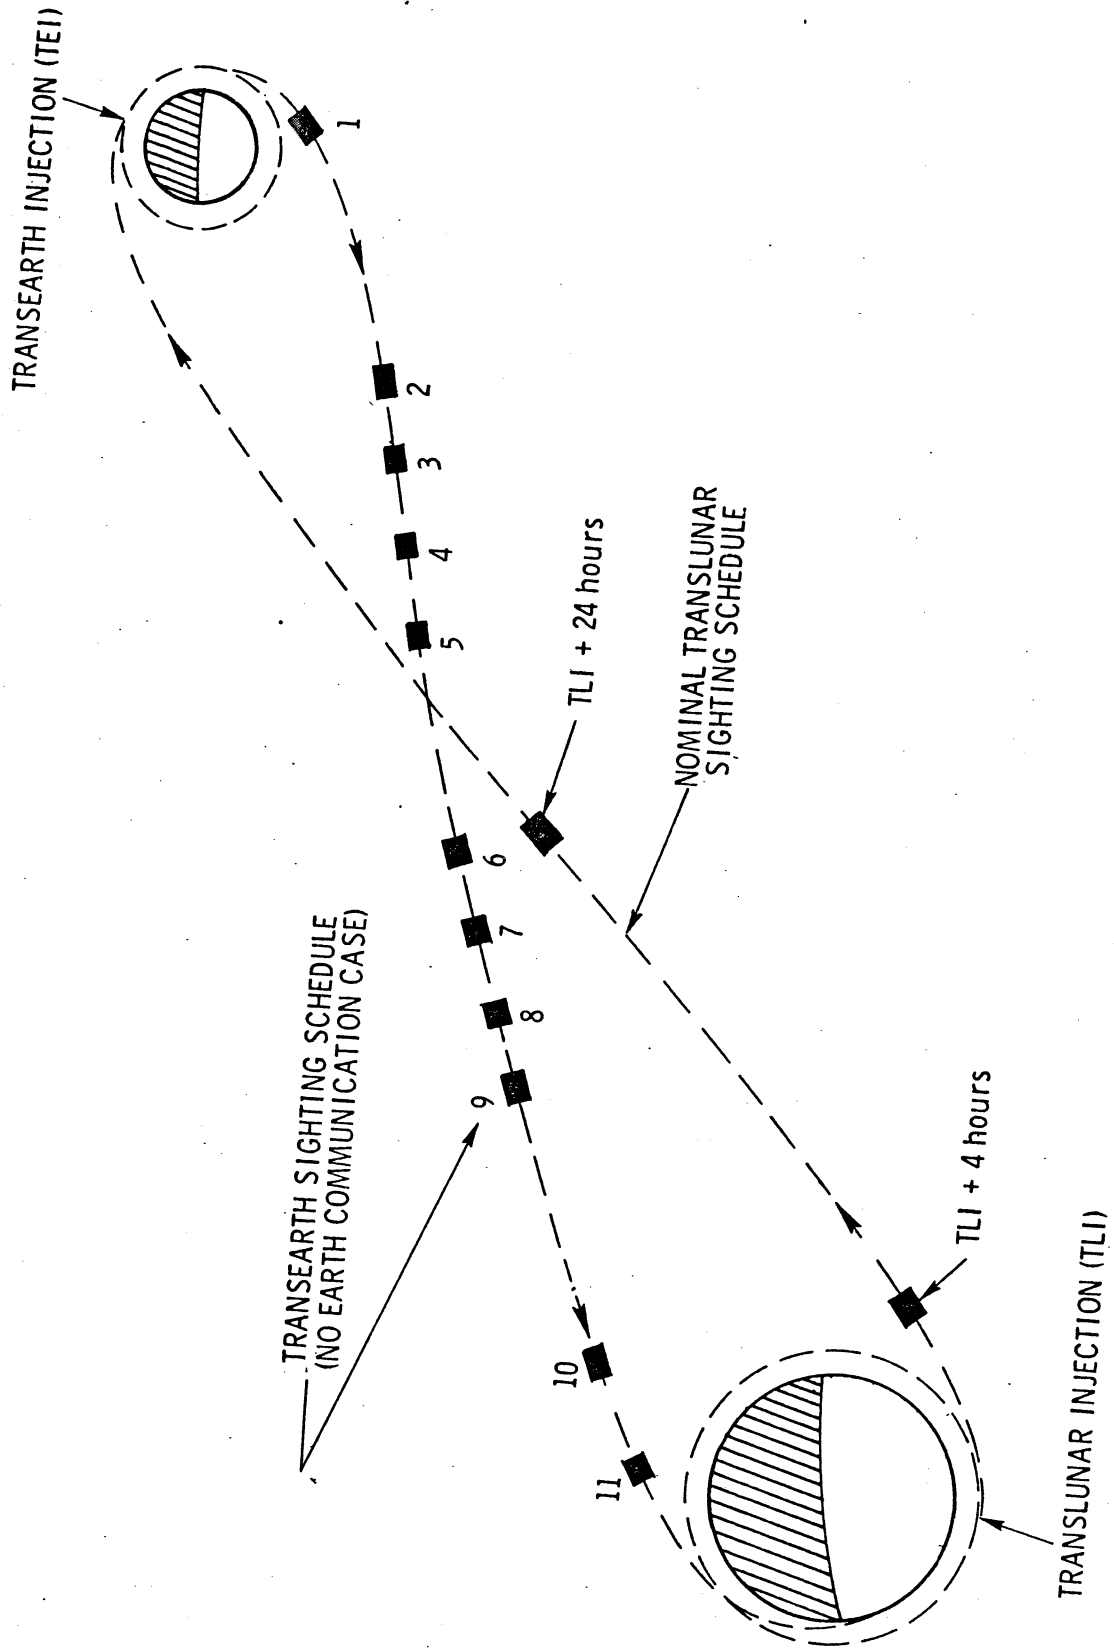 TRANSEARTH INJECTION (TEI)
1
2
3
4
5
6
7
8
9
10
11
TRANSEARTH SIGHTING SCHEDULE
(NO EARTH COMMUNICATION CASE)
TLI + 24 hours
NOMINAL TRANSLUNAR
SIGHTING SCHEDULE
TLI + 4 hours
TRANSLUNAR INJECTION (TLI)